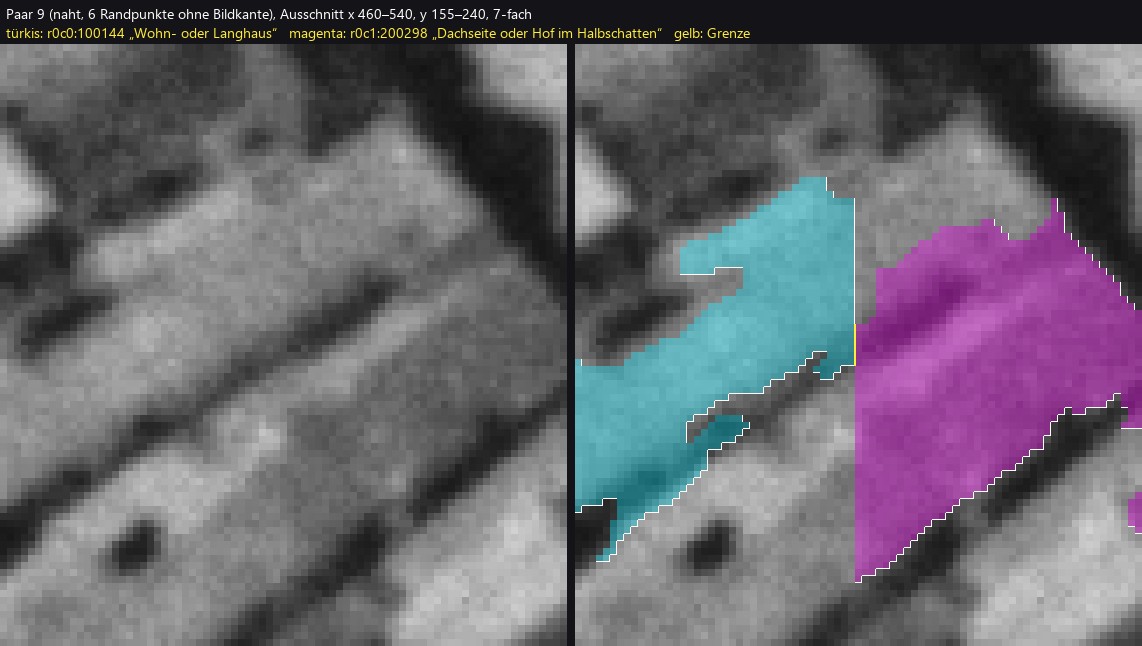 Paar 9 (naht, 6 Randpunkte ohne Bildkante), Ausschnitt x 460–540, y 155–240, 7-fach
türkis: r0c0:100144 „Wohn- oder Langhaus“ magenta: r0c1:200298 „Dachseite oder Hof im Halbschatten“ gelb: Grenze